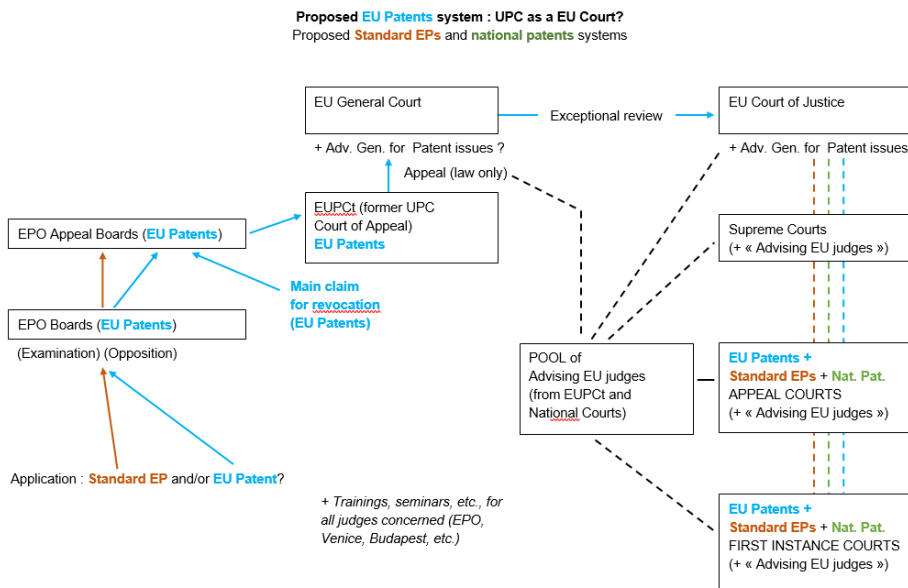 Proposed EU Patents system : UPC as a EU Court?
Proposed Standard EPs and national patents systems
EU General Court
Exceptional review
EU Court of Justice
+ Adv. Gen. for Patent issues ?
+ Adv. Gen. for Patent issues
Appeal (law only)
EUPCt (former UPC
Court of Appeal)
EU Patents
EPO Appeal Boards (EU Patents)
Supreme Courts
(+ « Advising EU judges »)
Main claim
for revocation
(EU Patents)
EPO Boards (EU Patents)
(Examination) (Opposition)
POOL of
Advising EU judges
(from EUPCt and
National Courts)
EU Patents +
Standard EPs + Nat. Pat.
APPEAL COURTS
(+ « Advising EU judges »)
Application : Standard EP and/or EU Patent?
+ Trainings, seminars, etc., for
all judges concerned (EPO,
Venice, Budapest, etc.)
EU Patents +
Standard EPs + Nat. Pat.
FIRST INSTANCE COURTS
(+ « Advising EU judges »)